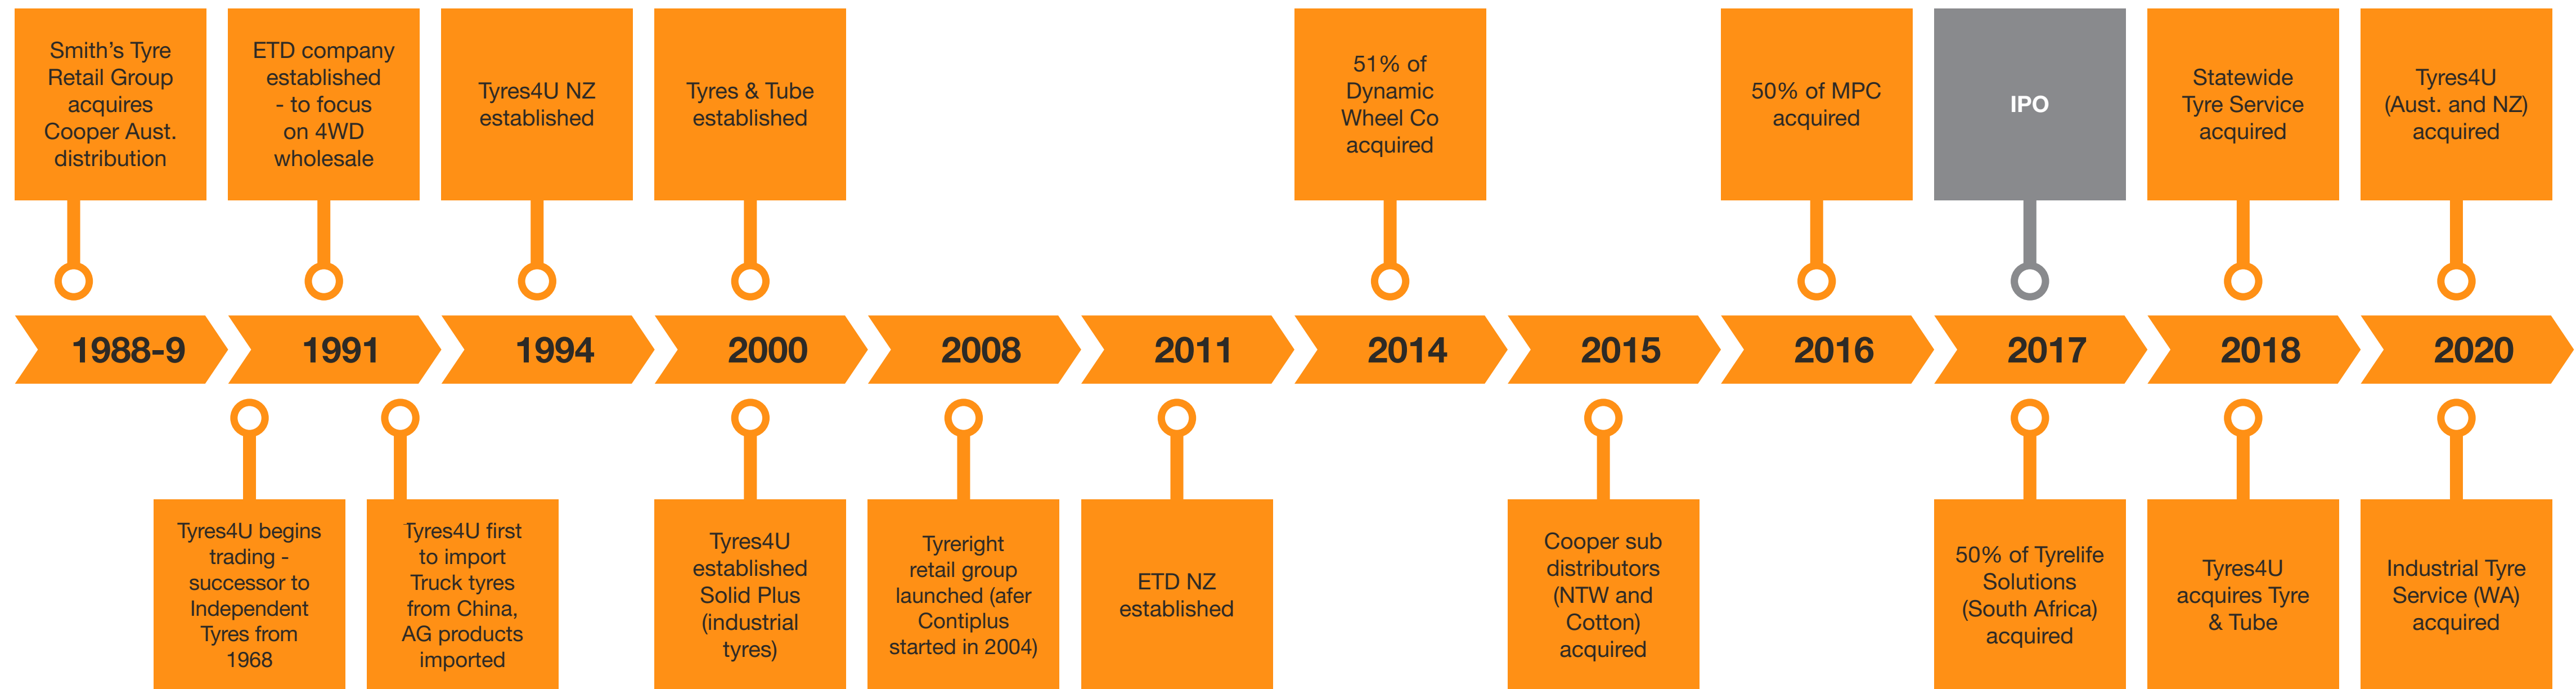 Smith's Tyre
Retail Group
acquires
Cooper Aust.
distribution
ETD company
established
- to focus
on 4WD
wholesale
Tyres4U NZ
established
Tyres & Tube
established
51% of
Dynamic
Wheel Co
acquired
50% of MPC
acquired
IPO
Statewide
Tyre Service
acquired
Tyres4U
(Aust. and NZ)
acquired
1988-9
1991
1994
2000
2008
2011
2014
2015
2016
2017
2018
2020
Tyres4U begins
trading -
successor to
Independent
Tyres from
1968
Tyres4U first
to import
Truck tyres
from China,
AG products
imported
Tyres4U
established
Solid Plus
(industrial
tyres)
Tyreright
retail group
launched (afer
Contiplus
started in 2004)
ETD NZ
established
Cooper sub
distributors
(NTW and
Cotton)
acquired
50% of Tyrelife
Solutions
(South Africa)
acquired
Tyres4U
acquires Tyre
& Tube
Industrial Tyre
Service (WA)
acquired